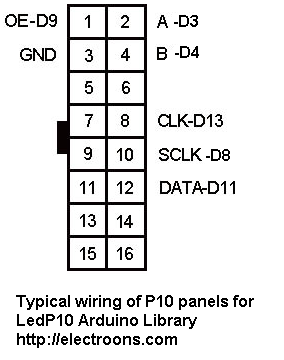 OE-D9 1 2 A -D3
GND 3 4 B -D4
5 6
7 8 CLK-D13
9 10 SCLK -D8
11 12 DATA-D11
13 14
15 16
Typical wiring of P10 panels for
LedP10 Arduino Library
http://electroons.com